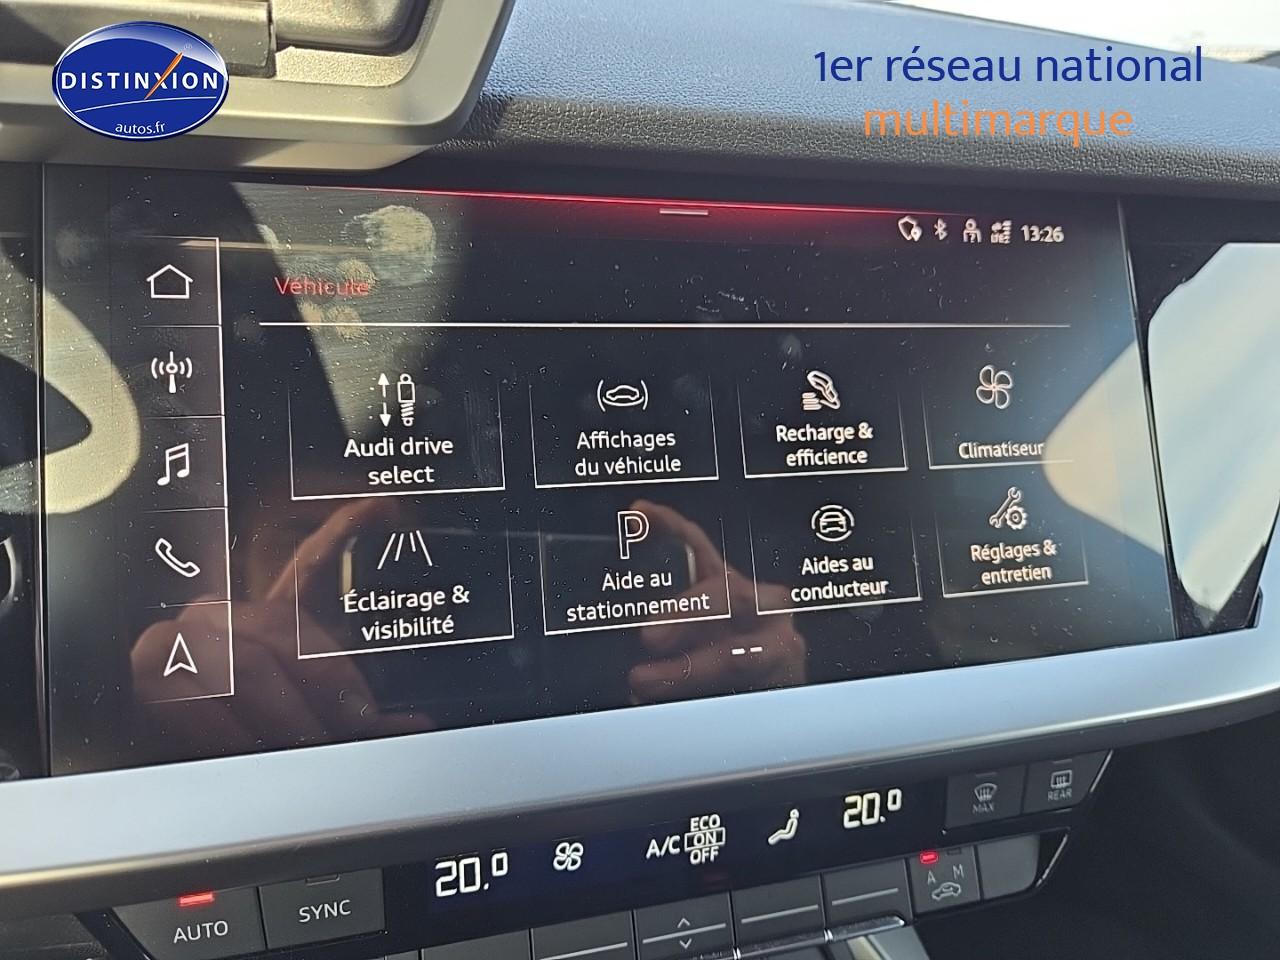 DISTINXION
autos.fr
1er réseau national
multimarque
13:26
Véhicule
Audi drive
select
Affichages
du véhicule
Recharge &
efficience
Climatiseur
Éclairage &
visibilité
P
Aide au
stationnement
Aides au
conducteur
Réglages &
entretien
20.0
A/C
ECO
ON
OFF
20.0
MAX
REAR
AUTO
SYNC
A M